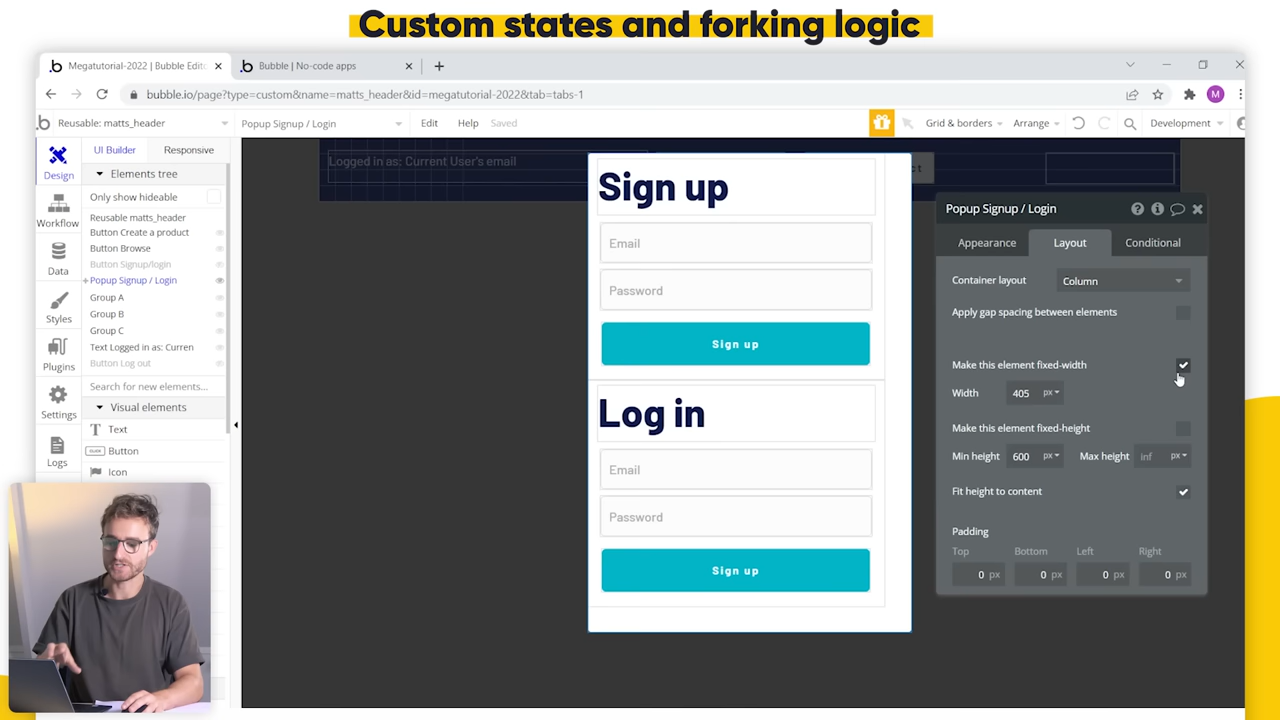 Custom states and forking logic
Megatutorial-2022 | Bubble Edito
Bubble | No-code apps
bubble.io/page?type=custom&name=matts_header&id=megatutorial-2022&tab=tabs-1
M
Reusable: matts_header
Popup Signup / Login
Edit
Help
Saved
Grid & borders
Arrange
Development
Design
Workflow
Data
Styles
Plugins
Settings
Logs
UI Builder
Responsive
Elements tree
Only show hideable
Reusable matts_header
Button Create a product
Button Browse
Button Signup/login
Popup Signup / Login
Group A
Group B
Group C
Text Logged in as: Curren
Button Log out
Search for new elements...
Visual elements
Text
Button
Icon
Logged in as: Current User's email
ct
Sign up
Email
Password
Sign up
Log in
Email
Password
Sign up
Popup Signup / Login
Appearance
Layout
Conditional
Container layout
Column
Apply gap spacing between elements
Make this element fixed-width
Width 405 px
Make this element fixed-height
Min height 600 px Max height inf px
Fit height to content
Padding
Top Bottom Left Right
0 px 0 px 0 px 0 px